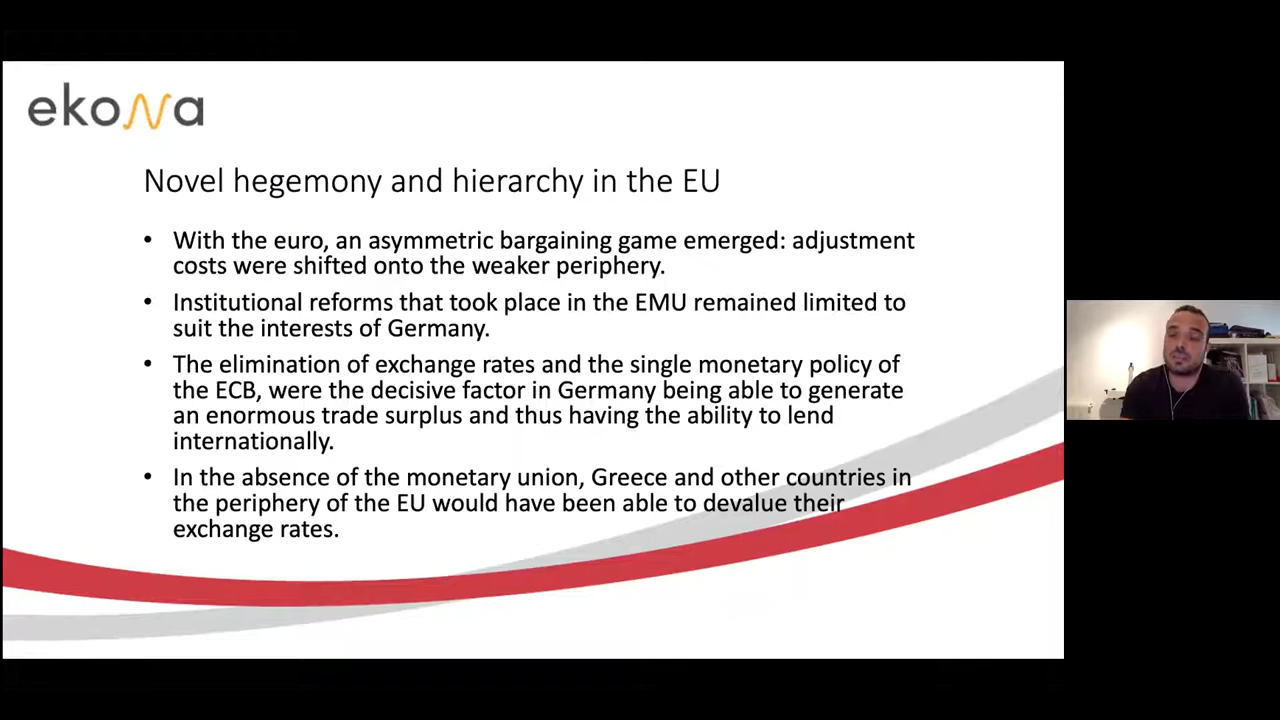 ekona
Novel hegemony and hierarchy in the EU
• With the euro, an asymmetric bargaining game emerged: adjustment
costs were shifted onto the weaker periphery.
• Institutional reforms that took place in the EMU remained limited to
suit the interests of Germany.
• The elimination of exchange rates and the single monetary policy of
the ECB, were the decisive factor in Germany being able to generate
an enormous trade surplus and thus having the ability to lend
internationally.
• In the absence of the monetary union, Greece and other countries in
the periphery of the EU would have been able to devalue their
exchange rates.